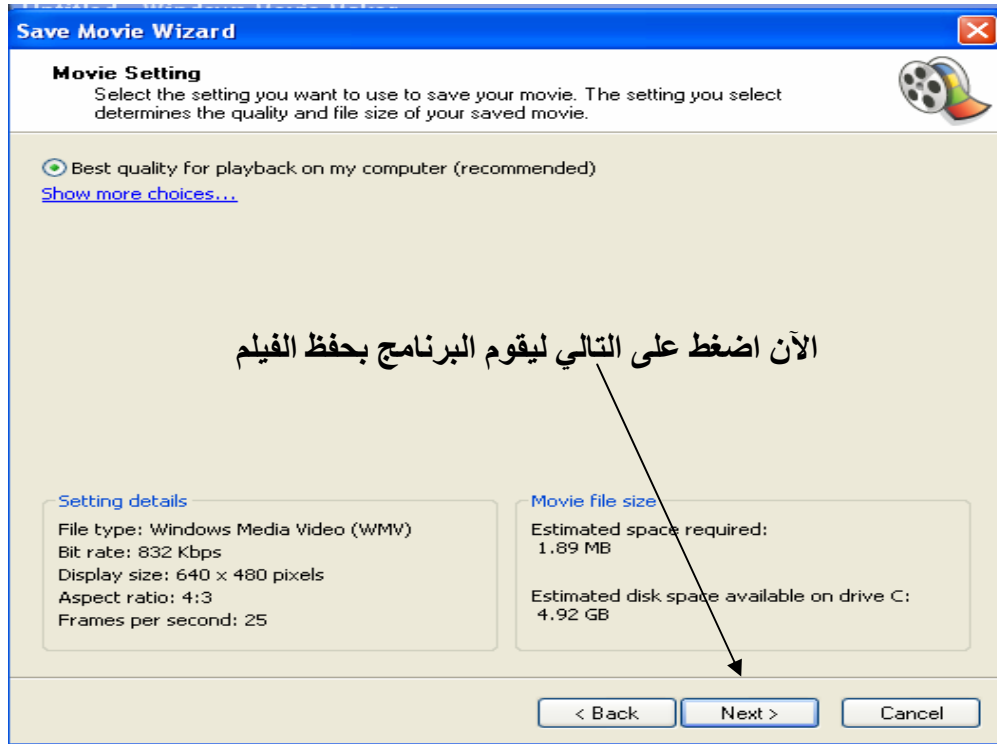 Untitled - Windows Movie Maker
Save Movie Wizard
Movie Setting
Select the setting you want to use to save your movie. The setting you select
determines the quality and file size of your saved movie.
Best quality for playback on my computer (recommended)
Show more choices...
الآن اضغط على التالي ليقوم البرنامج بحفظ الفيلم
Setting details
File type: Windows Media Video (WMV)
Bit rate: 832 Kbps
Display size: 640 x 480 pixels
Aspect ratio: 4:3
Frames per second: 25
Movie file size
Estimated space required:
1.89 MB
Estimated disk space available on drive C:
4.92 GB
< Back
Next >
Cancel